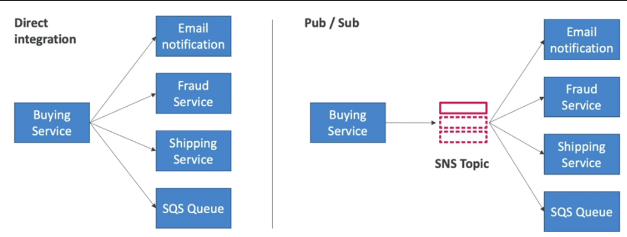 Direct
integration
Email
notification
Fraud
Service
Buying
Service
Shipping
Service
SQS Queue
Pub / Sub
Email
notification
Fraud
Service
Buying
Service
SNS Topic
Shipping
Service
SQS Queue